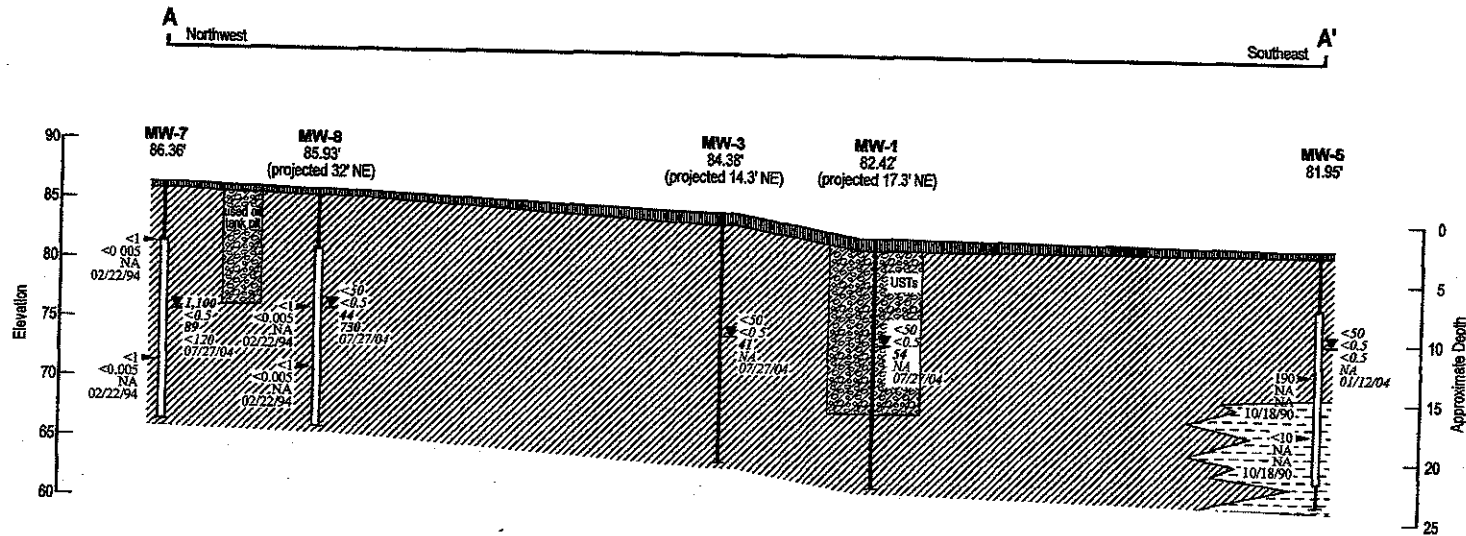 A
Northwest
A'
Southeast
MW-7
86.36'
MW-8
85.93'
(projected 32' NE)
MW-3
84.38'
(projected 14.3' NE)
MW-1
82.42'
(projected 17.3' NE)
MW-5
81.95'
Elevation
90
85
80
75
70
65
60
Approximate Depth
0
5
10
15
20
25
used oil
tank pit
USTs
<1
<0.005
NA
02/22/94
1,100
<0.5
89
<120
07/27/04
<1
<0.005
NA
02/22/94
<1
<0.005
NA
02/22/94
<50
<0.5
44
730
07/27/04
<1
<0.005
NA
02/22/94
<50
<0.5
41
NA
07/27/04
<50
<0.5
54
NA
07/27/04
<50
<0.5
<0.5
NA
01/12/04
190
NA
NA
10/18/90
<10
NA
NA
10/18/90